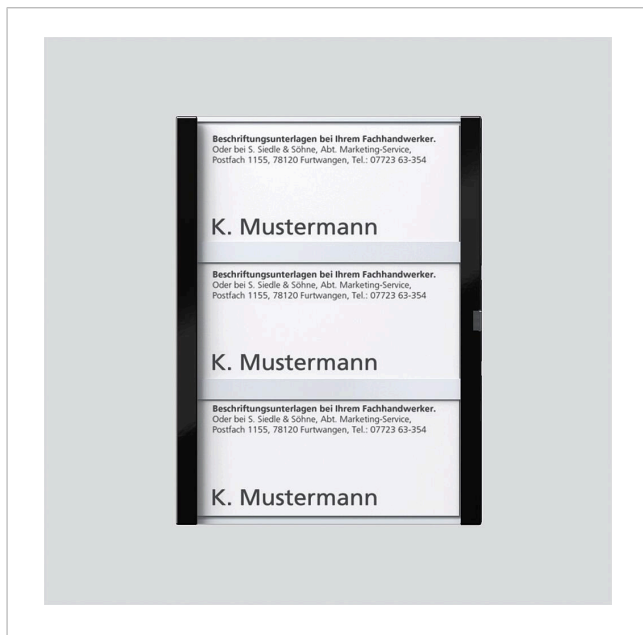 Beschriftungsunterlagen bei Ihrem Fachhandwerker.
Oder bei S. Siedle & Söhne, Abt. Marketing-Service,
Postfach 1155, 78120 Furtwangen, Tel.: 07723 63-354
K. Mustermann
Beschriftungsunterlagen bei Ihrem Fachhandwerker.
Oder bei S. Siedle & Söhne, Abt. Marketing-Service,
Postfach 1155, 78120 Furtwangen, Tel.: 07723 63-354
K. Mustermann
Beschriftungsunterlagen bei Ihrem Fachhandwerker.
Oder bei S. Siedle & Söhne, Abt. Marketing-Service,
Postfach 1155, 78120 Furtwangen, Tel.: 07723 63-354
K. Mustermann